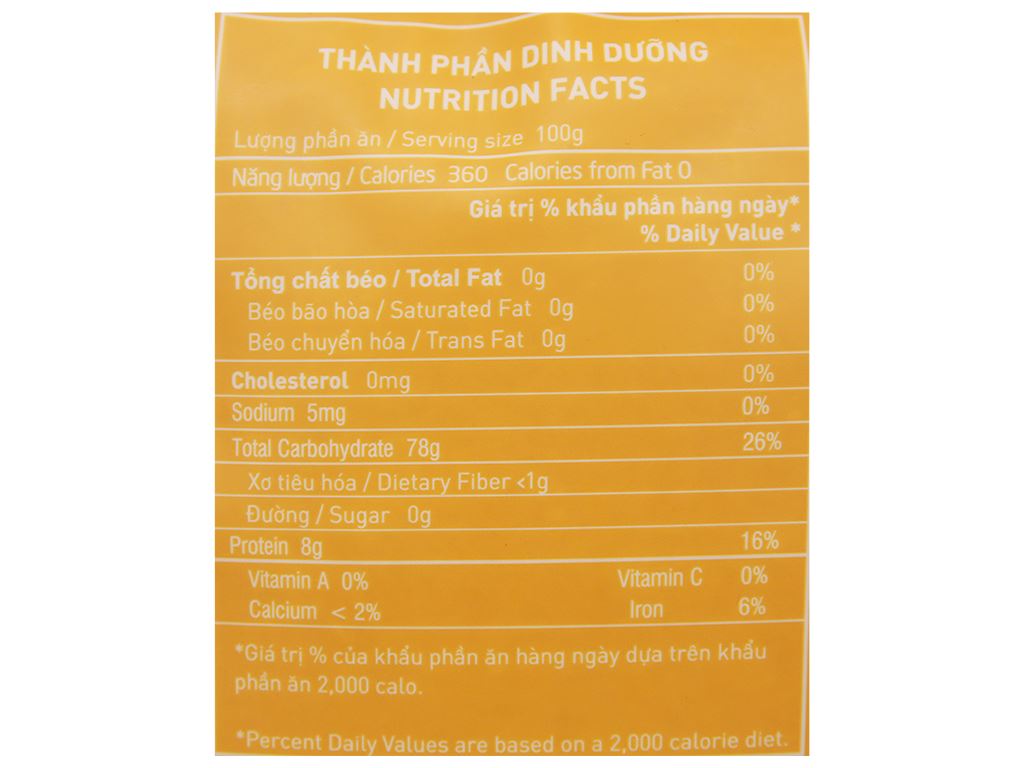 THÀNH PHẦN DINH DƯỠNG
NUTRITION FACTS
Lượng phần ăn / Serving size 100g
Năng lượng / Calories 360 Calories from Fat 0
Giá trị % khẩu phần hàng ngày*
% Daily Value *
Tổng chất béo / Total Fat 0g 0%
Béo bão hòa / Saturated Fat 0g 0%
Béo chuyển hóa / Trans Fat 0g 0%
Cholesterol 0mg 0%
Sodium 5mg 0%
Total Carbohydrate 78g 26%
Xơ tiêu hóa / Dietary Fiber <1g
Đường / Sugar 0g
Protein 8g 16%
Vitamin A 0% Vitamin C 0%
Calcium < 2% Iron 6%
*Giá trị % của khẩu phần ăn hàng ngày dựa trên khẩu
phần ăn 2,000 calo.
*Percent Daily Values are based on a 2,000 calorie diet.